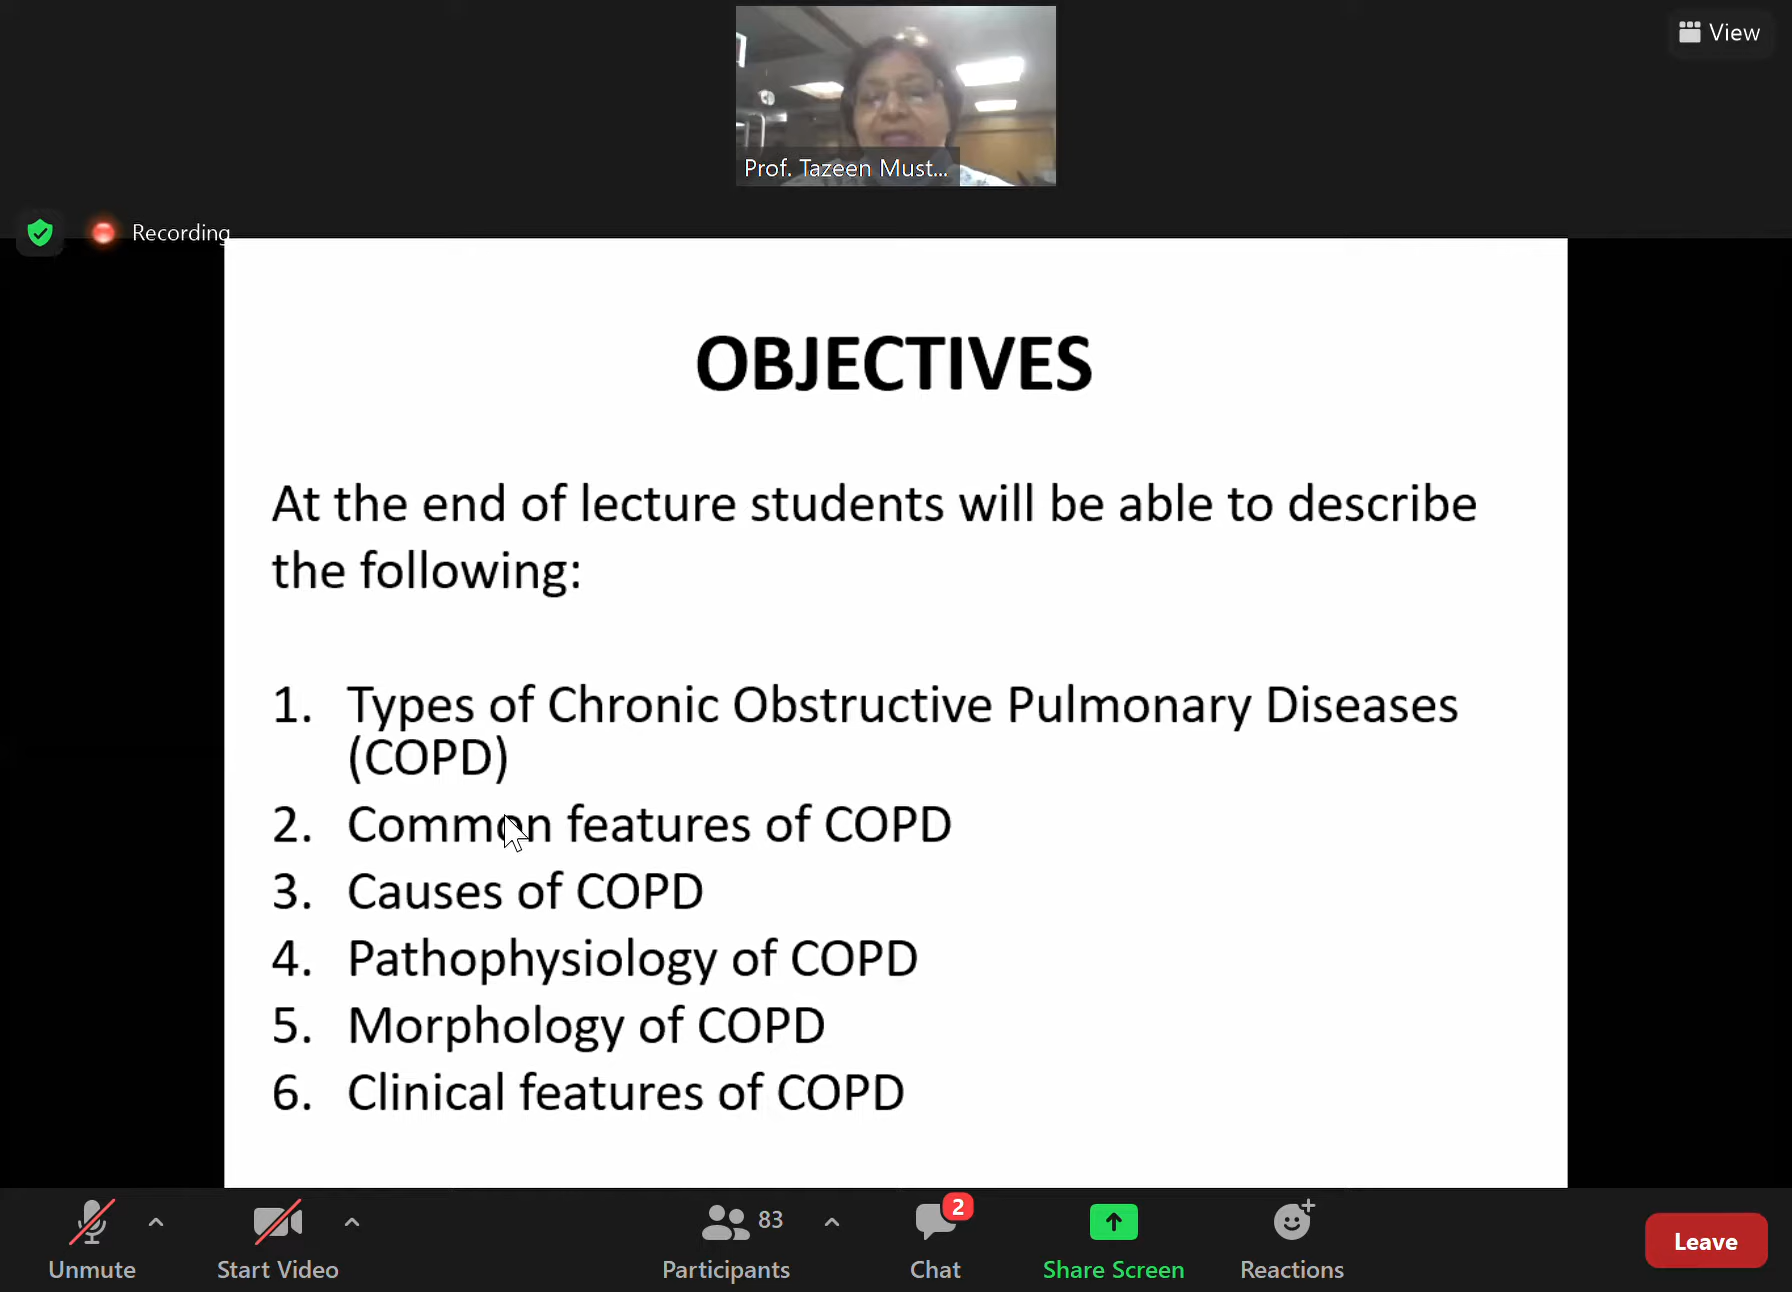 View
Prof. Tazeen Must...
Recording
OBJECTIVES
At the end of lecture students will be able to describe
the following:
1. Types of Chronic Obstructive Pulmonary Diseases
(COPD)
2. Common features of COPD
3. Causes of COPD
4. Pathophysiology of COPD
5. Morphology of COPD
6. Clinical features of COPD
83
2
Unmute
Start Video
Participants
Chat
Share Screen
Reactions
Leave